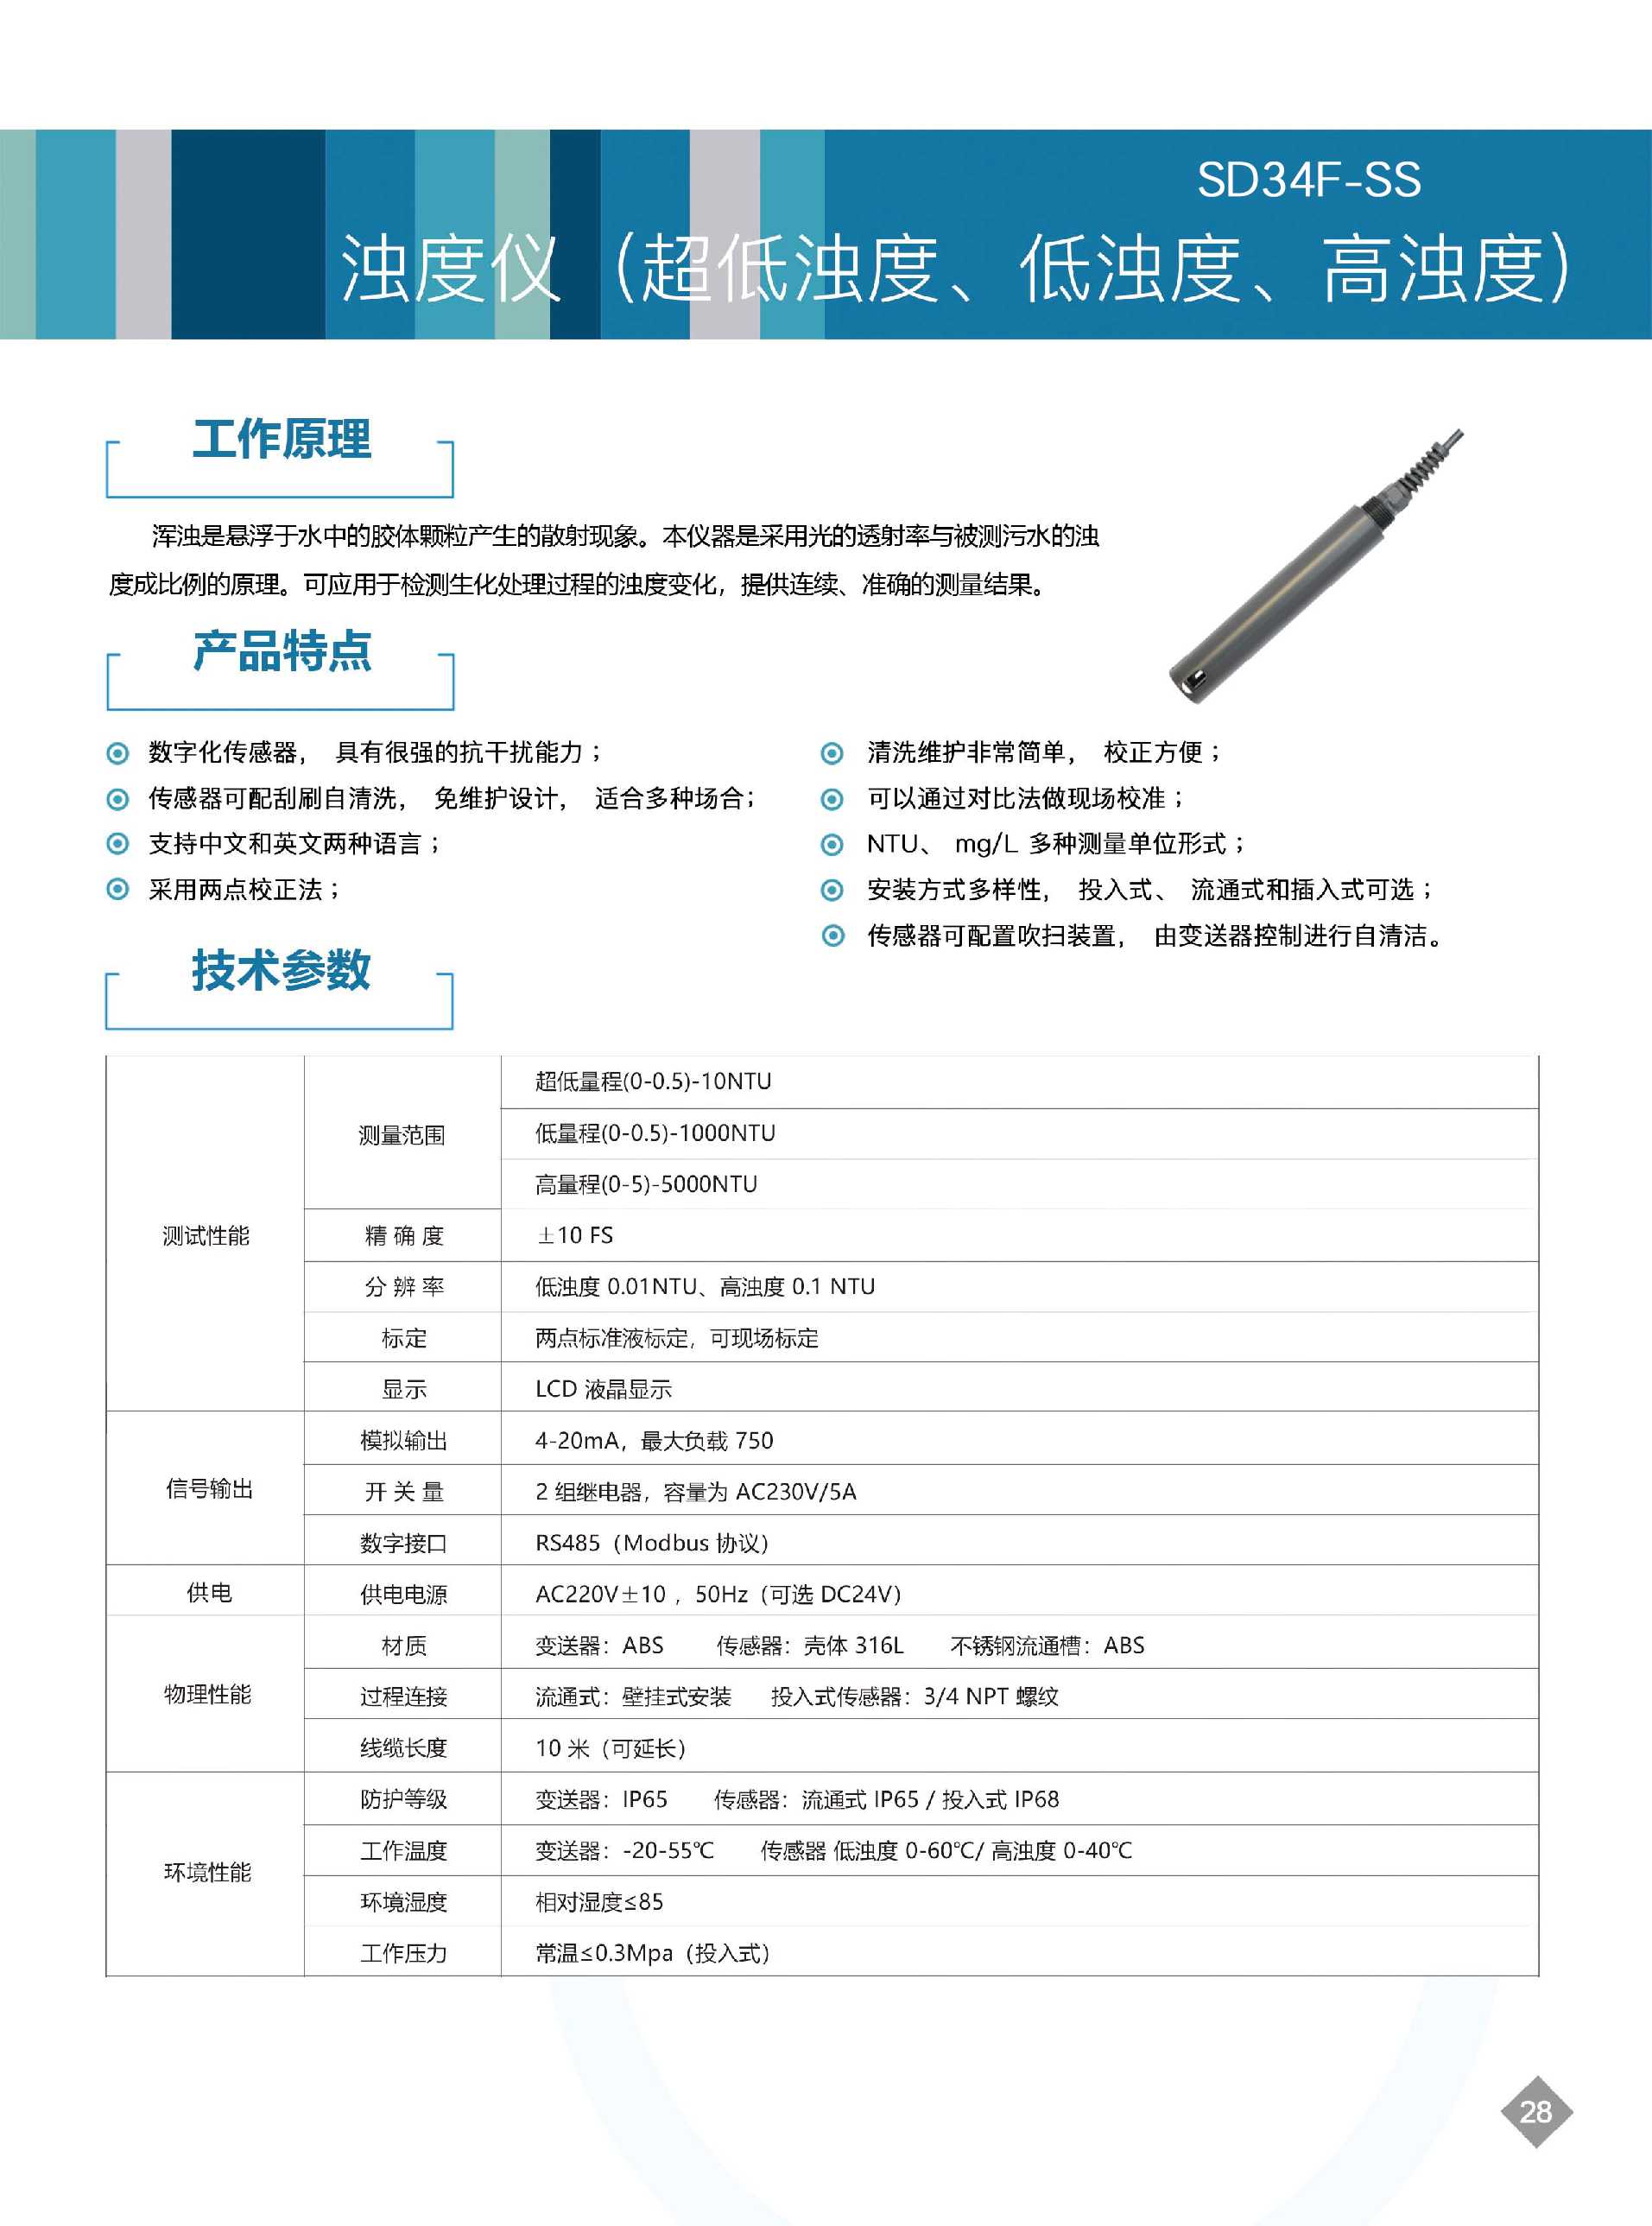 SD34F-SS
浊度仪（超低浊度、低浊度、高浊度）
工作原理
浑浊是悬浮于水中的胶体颗粒产生的散射现象。本仪器是采用光的透射率与被测污水的浊
度成比例的原理。可应用于检测生化处理过程的浊度变化，提供连续、准确的测量结果。
产品特点
数字化传感器， 具有很强的抗干扰能力；
传感器可配刮刷自清洗， 免维护设计， 适合多种场合；
支持中文和英文两种语言；
采用两点校正法；
清洗维护非常简单， 校正方便；
可以通过对比法做现场校准；
NTU、 mg/L 多种测量单位形式；
安装方式多样性， 投入式、 流通式和插入式可选；
传感器可配置吹扫装置， 由变送器控制进行自清洁。
技术参数
测试性能
测量范围
超低量程(0-0.5)-10NTU
低量程(0-0.5)-1000NTU
高量程(0-5)-5000NTU
精 确 度
±10 FS
分 辨 率
低浊度 0.01NTU、高浊度 0.1 NTU
标定
两点标准液标定，可现场标定
显示
LCD 液晶显示
信号输出
模拟输出
4-20mA，最大负载 750
开 关 量
2 组继电器，容量为 AC230V/5A
数字接口
RS485（Modbus 协议）
供电
供电电源
AC220V±10 ，50Hz（可选 DC24V）
物理性能
材质
变送器：ABS 传感器：壳体 316L 不锈钢流通槽：ABS
过程连接
流通式：壁挂式安装 投入式传感器：3/4 NPT 螺纹
线缆长度
10 米（可延长）
环境性能
防护等级
变送器：IP65 传感器：流通式 IP65 / 投入式 IP68
工作温度
变送器：-20-55℃ 传感器 低浊度 0-60℃/ 高浊度 0-40℃
环境湿度
相对湿度≤85
工作压力
常温≤0.3Mpa（投入式）
28